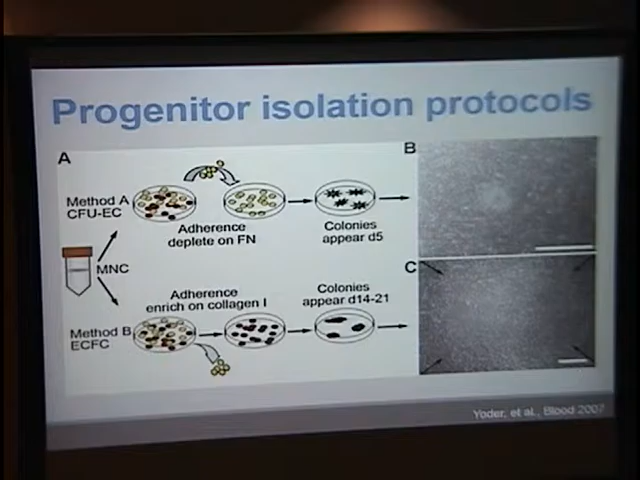 Progenitor isolation protocols
A
Method A
CFU-EC
Adherence
deplete on FN
Colonies
appear d5
MNC
Method B
ECFC
Adherence
enrich on collagen I
Colonies
appear d14-21
B
C
Yoder, et al., Blood 2007